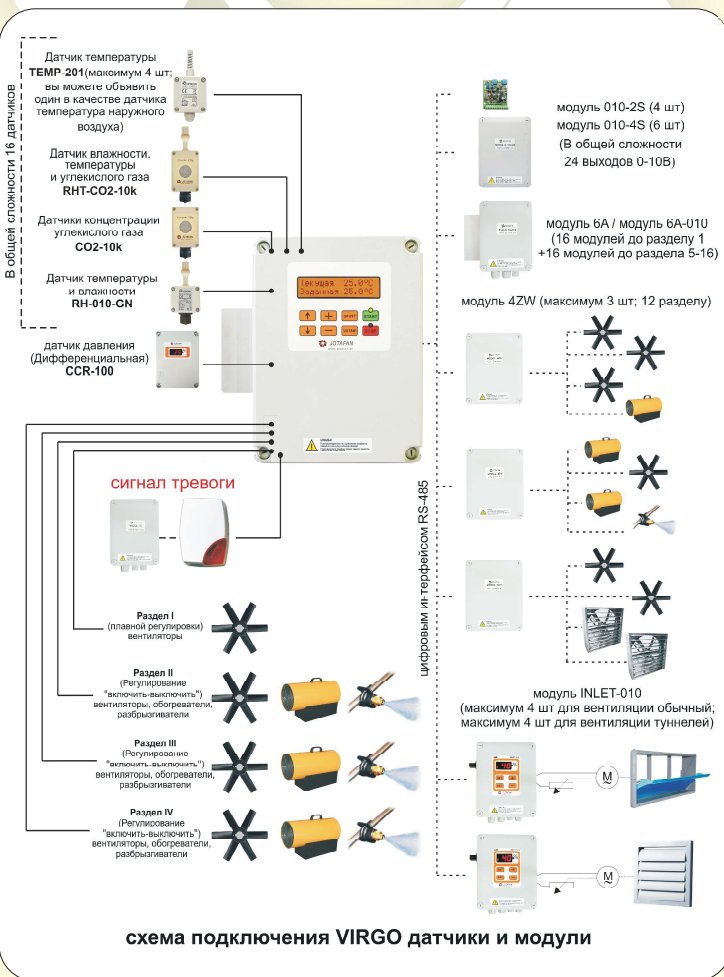 В общей сложности 16 датчиков
Датчик температуры
TEMP-201(максимум 4 шт;
вы можете объявить
один в качестве датчика
температура наружного
воздуха)
Датчик влажности.
температуры
и углекислого газа
RHT-CO2-10k
Датчики концентрации
углекислого газа
CO2-10k
Датчик температуры
и влажности
RH-010-GN
датчик давления
(Дифференциальная)
CCR-100
Текущая 25.0°C
Заданная 25.0°C
START
STOP
JOTAFAN
сигнал тревоги
Раздел I
(плавной регулировки)
вентиляторы
Раздел II
(Регулирование
"включить-выключить")
вентиляторы, обогреватели,
разбрызгиватели
Раздел III
(Регулирование
"включить-выключить")
вентиляторы, обогреватели,
разбрызгиватели
Раздел IV
(Регулирование
"включить-выключить")
вентиляторы, обогреватели,
разбрызгиватели
цифровым интерфейсом RS-485
модуль 010-2S (4 шт)
модуль 010-4S (6 шт)
(В общей сложности
24 выходов 0-10В)
модуль 6A / модуль 6A-010
(16 модулей до разделу 1
+16 модулей до раздела 5-16)
модуль 4ZW (максимум 3 шт; 12 разделу)
модуль INLET-010
(максимум 4 шт для вентиляции обычный;
максимум 4 шт для вентиляции туннелей)
M
M
схема подключения VIRGO датчики и модули